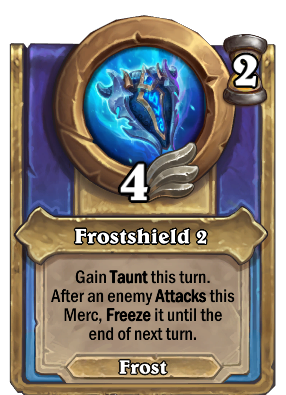 2
4
Frostshield 2
Gain Taunt this turn.
After an enemy Attacks this
Merc, Freeze it until the
end of next turn.
Frost